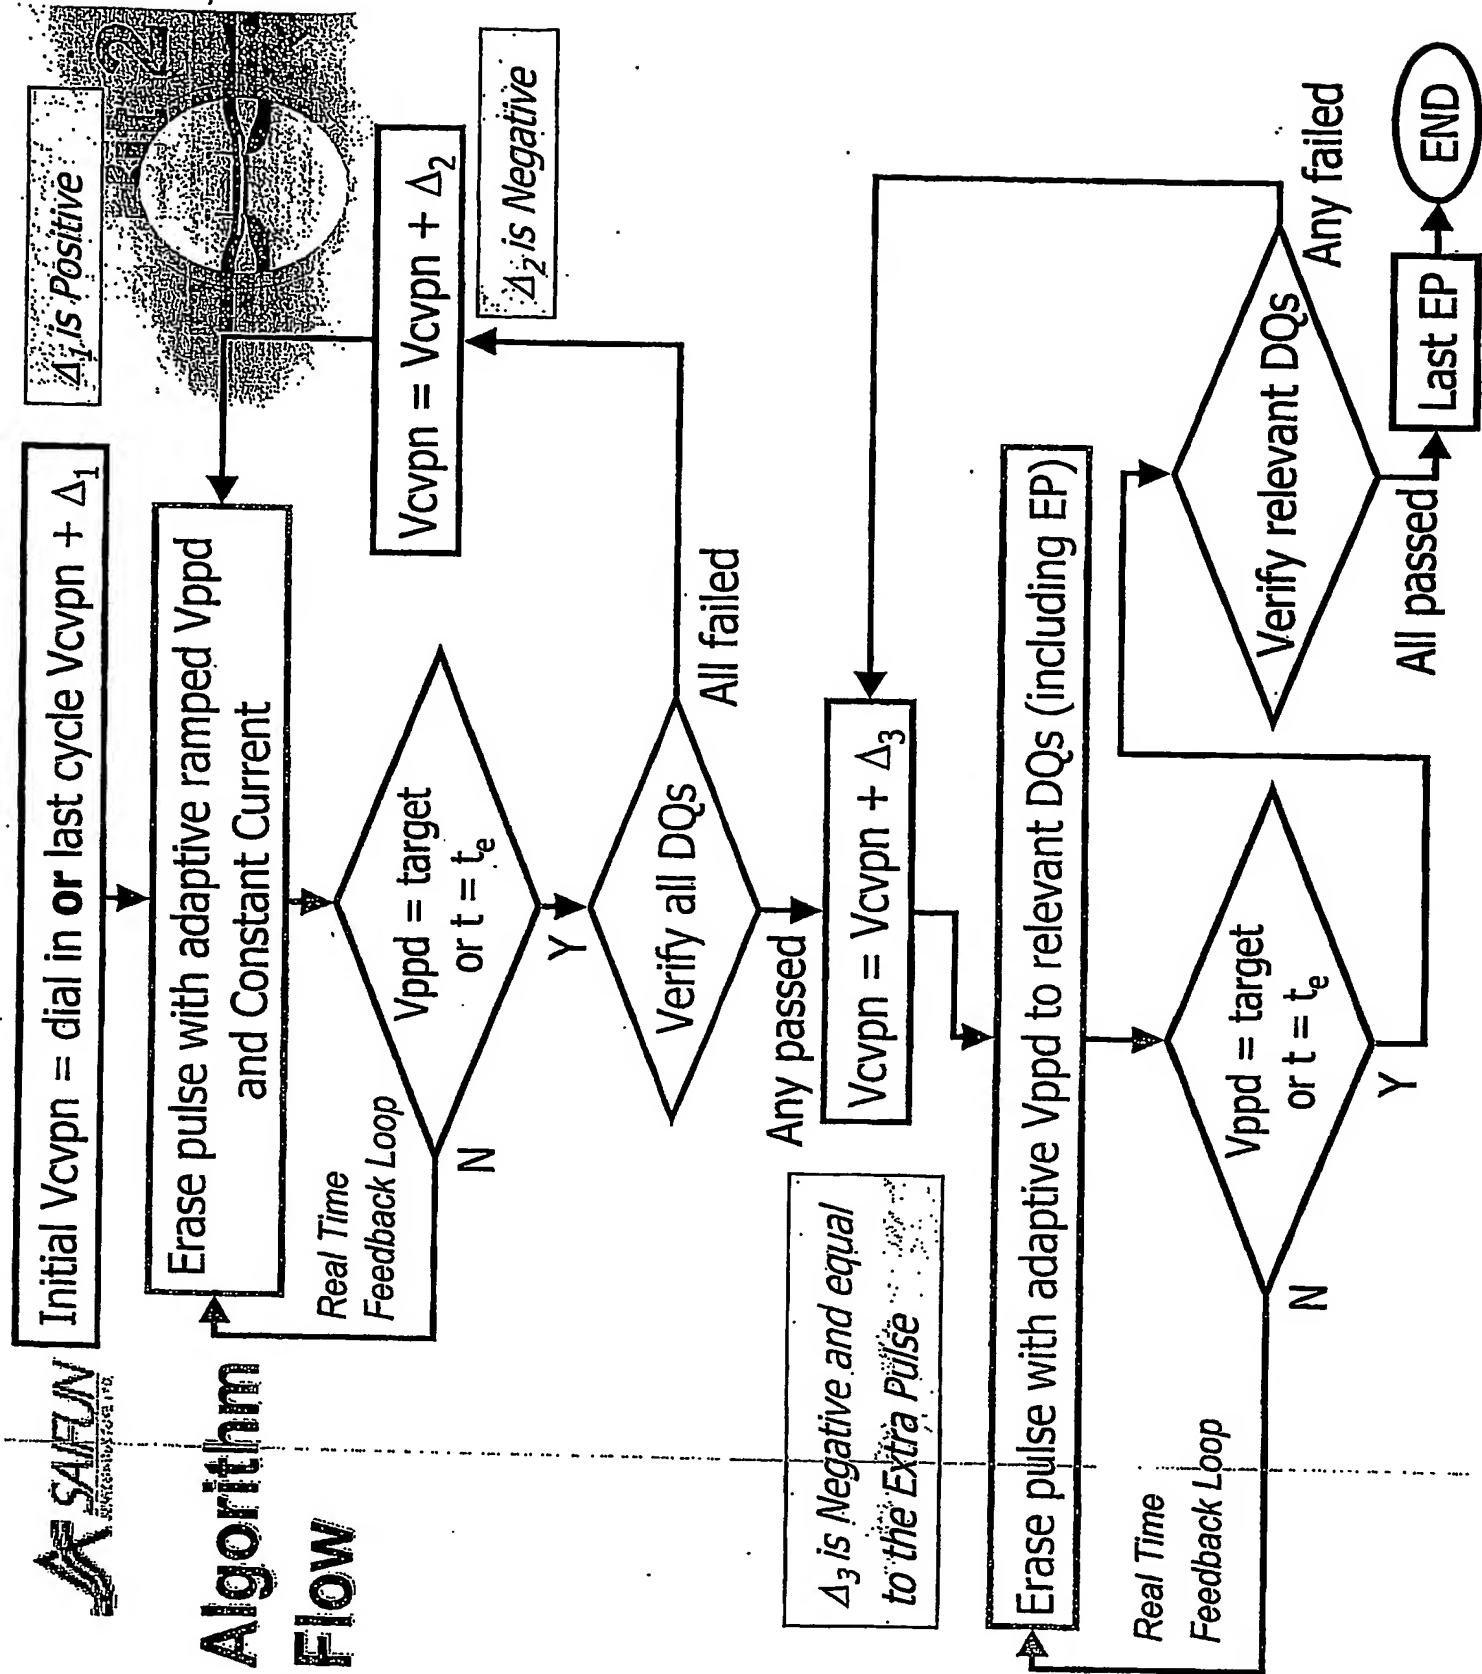 SAIFUN
Algorithm
Flow
Δ1 is Positive
Initial Vcvpn = dial in or last cycle Vcvpn + Δ1
Erase pulse with adaptive ramped Vppd
and Constant Current
Vcvpn = Vcvpn + Δ2
Δ2 is Negative
Real Time
Feedback Loop
Vppd = target
or t = te
N
Y
Verify all DQs
All failed
Any passed
Δ3 is Negative and equal
to the Extra Pulse
Vcvpn = Vcvpn + Δ3
Erase pulse with adaptive Vppd to relevant DQs (including EP)
Real Time
Feedback Loop
Vppd = target
or t = te
N
Y
Verify relevant DQs
Any failed
All passed
Last EP
END